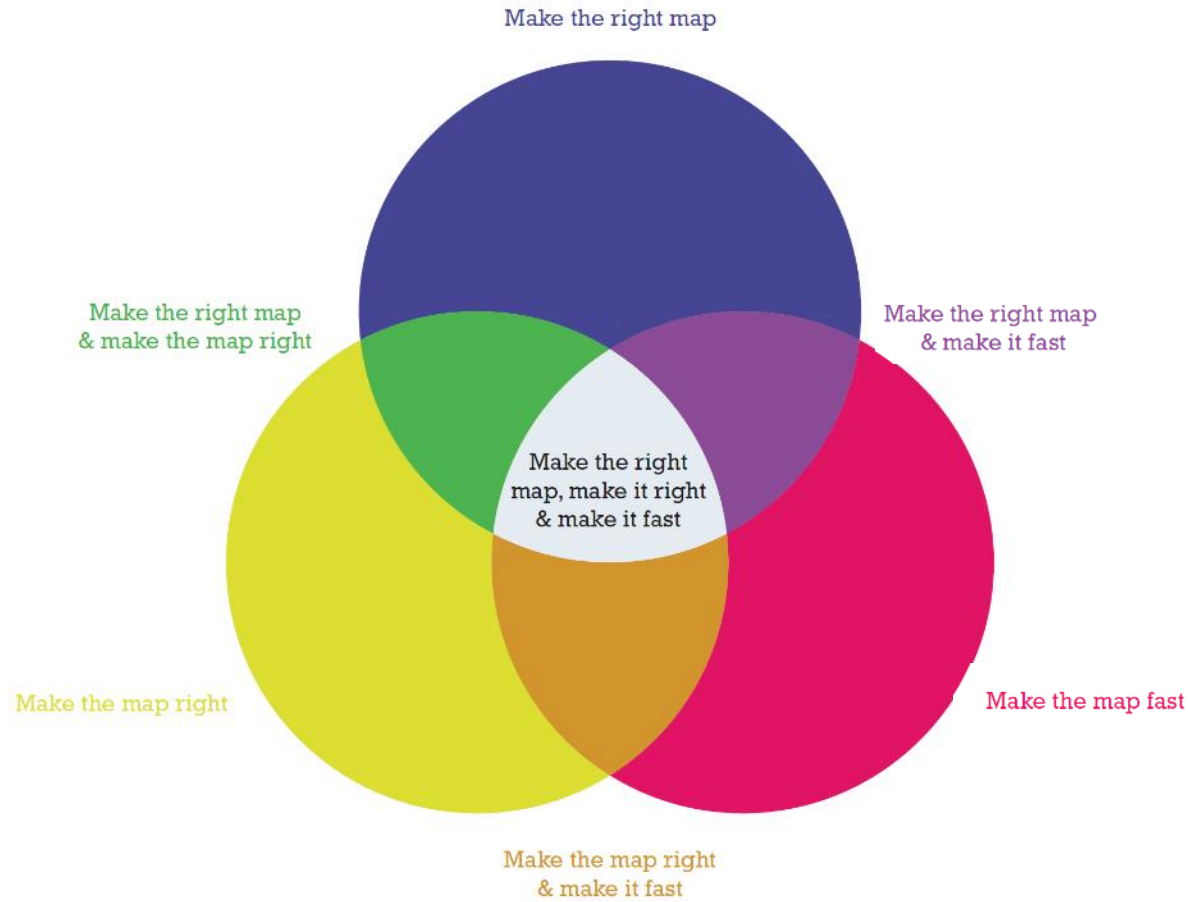 Make the right map
Make the right map
& make the map right
Make the right map
& make it fast
Make the right
map, make it right
& make it fast
Make the map right
Make the map fast
Make the map right
& make it fast